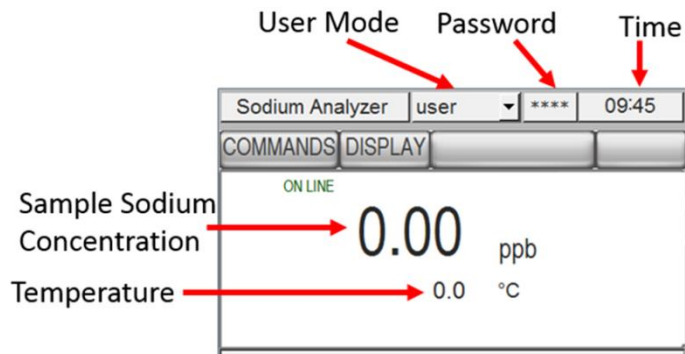 User Mode Password Time
Sodium Analyzer user **** 09:45
COMMANDS DISPLAY
ON LINE
Sample Sodium
Concentration
0.00 ppb
Temperature 0.0 °C